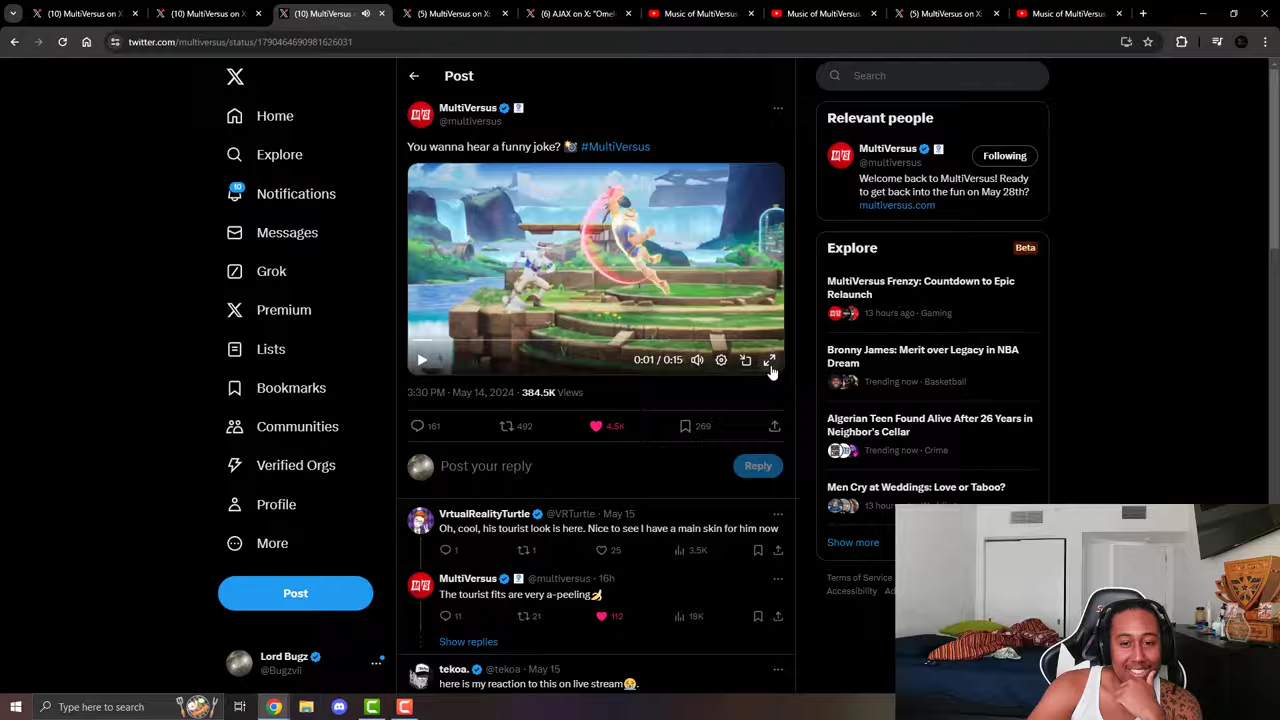 (10) MultiVersus on X:
(10) MultiVersus on X:
(10) MultiVersus
(5) MultiVersus on X:
(6) AJAX on X: "Omel
Music of MultiVersus
Music of MultiVersus
(5) MultiVersus on X:
Music of MultiVersus
twitter.com/multiversus/status/1790464690981626031
Home
Explore
10
Notifications
Messages
Grok
Premium
Lists
Bookmarks
Communities
Verified Orgs
Profile
More
Post
Lord Bugz
@Bugzvii
Post
MultiVersus
@multiversus
You wanna hear a funny joke? 📸 #MultiVersus
0:01 / 0:15
3:30 PM · May 14, 2024 · 384.5K Views
161 492 4.5K 269
Post your reply
Reply
VrtualRealityTurtle @VRTurtle · May 15
Oh, cool, his tourist look is here. Nice to see I have a main skin for him now
1 1 25 3.5K
MultiVersus @multiversus · 16h
The tourist fits are very a-peeling🍌
11 21 112 18K
Show replies
tekoa. @tekoa · May 15
here is my reaction to this on live stream
Search
Relevant people
MultiVersus
@multiversus
Following
Welcome back to MultiVersus! Ready
to get back into the fun on May 28th?
multiversus.com
Explore
Beta
MultiVersus Frenzy: Countdown to Epic
Relaunch
13 hours ago · Gaming
Bronny James: Merit over Legacy in NBA
Dream
Trending now · Basketball
Algerian Teen Found Alive After 26 Years in
Neighbor's Cellar
Trending now · Crime
Men Cry at Weddings: Love or Taboo?
13 hours
Show more
Terms of Service
Accessibility
Type here to search